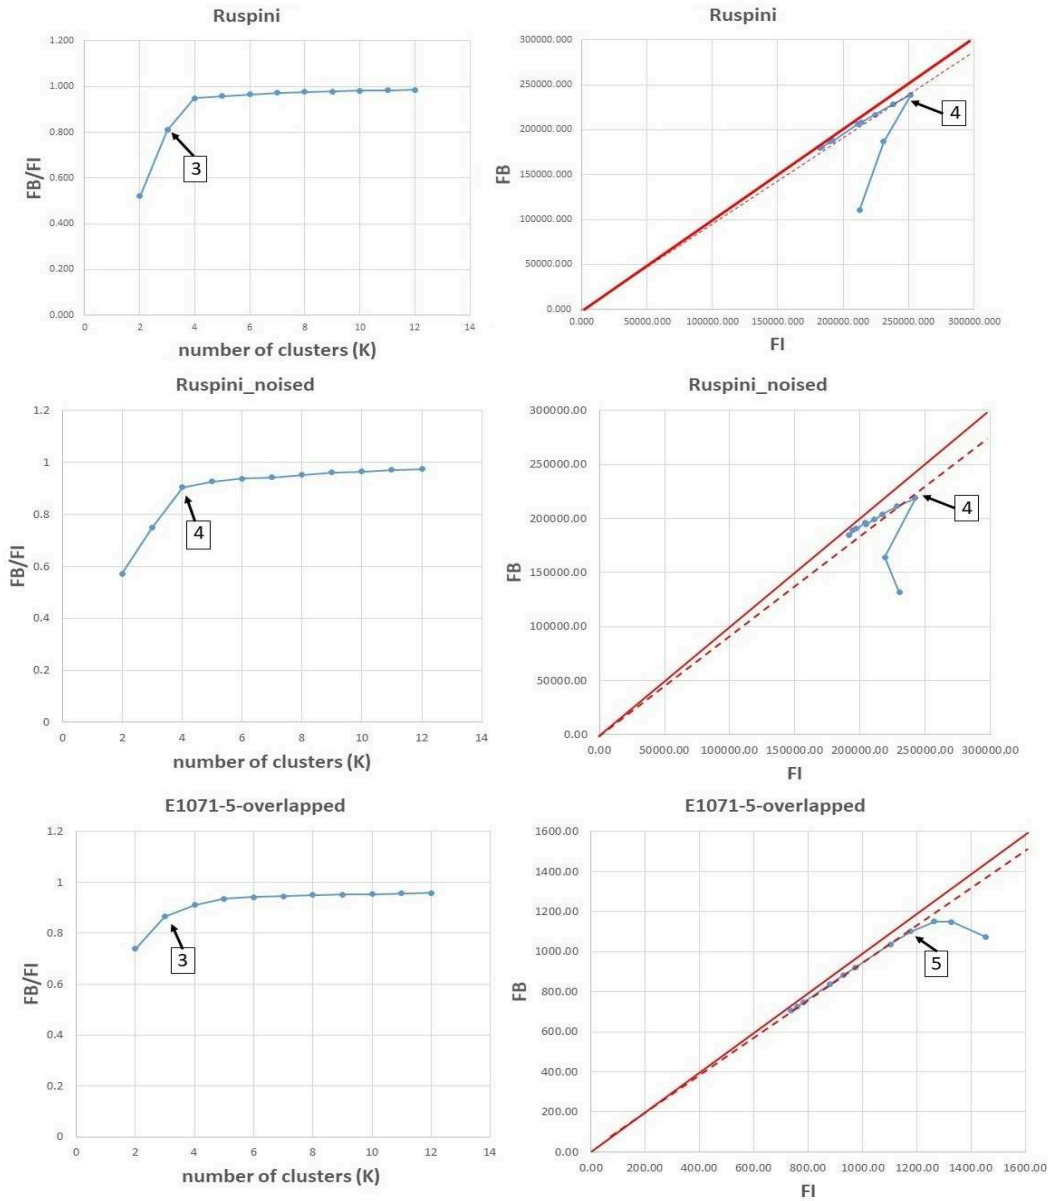 Ruspini
1.200
1.000
0.800
0.600
0.400
0.200
0.000
FB/FI
3
0 2 4 6 8 10 12 14
number of clusters (K)
Ruspini
300000.000
250000.000
200000.000
150000.000
100000.000
50000.000
0.000
FB
4
0.000 50000.000 100000.000 150000.000 200000.000 250000.000 300000.000
FI
Ruspini_noised
1.2
1
0.8
0.6
0.4
0.2
0
FB/FI
4
0 2 4 6 8 10 12 14
number of clusters (K)
Ruspini_noised
300000.00
250000.00
200000.00
150000.00
100000.00
50000.00
0.00
FB
4
0.00 50000.00 100000.00 150000.00 200000.00 250000.00 300000.00
FI
E1071-5-overlapped
1.2
1
0.8
0.6
0.4
0.2
0
FB/FI
3
0 2 4 6 8 10 12 14
number of clusters (K)
E1071-5-overlapped
1600.00
1400.00
1200.00
1000.00
800.00
600.00
400.00
200.00
0.00
FB
5
0.00 200.00 400.00 600.00 800.00 1000.00 1200.00 1400.00 1600.00
FI